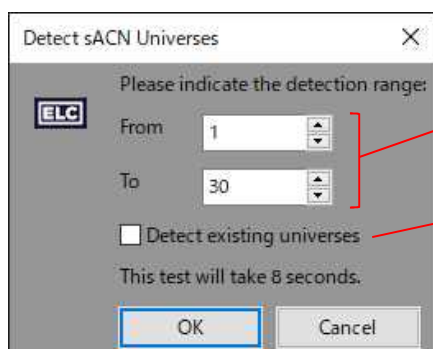 Detect sACN Universes
Please indicate the detection range:
ELC
From 1
To 30
Detect existing universes
This test will take 8 seconds.
OK Cancel